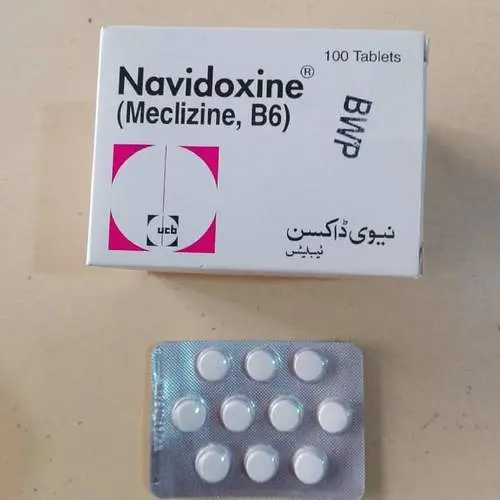 100 Tablets
Navidoxine®
(Meclizine, B6)
BWP
ucb
نیوی ڈاکسن
ٹیبلیٹس